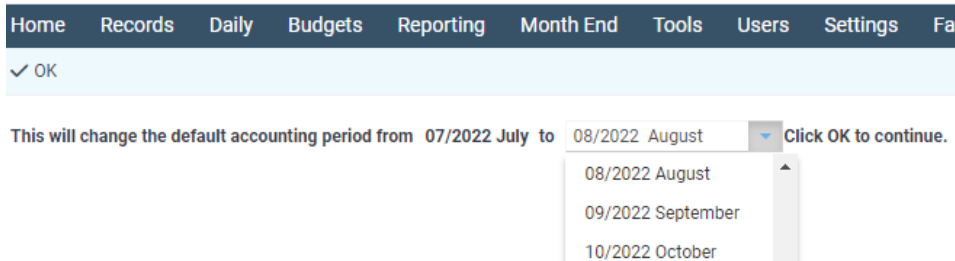 Home Records Daily Budgets Reporting Month End Tools Users Settings Fa
OK
This will change the default accounting period from 07/2022 July to 08/2022 August Click OK to continue.
08/2022 August
09/2022 September
10/2022 October